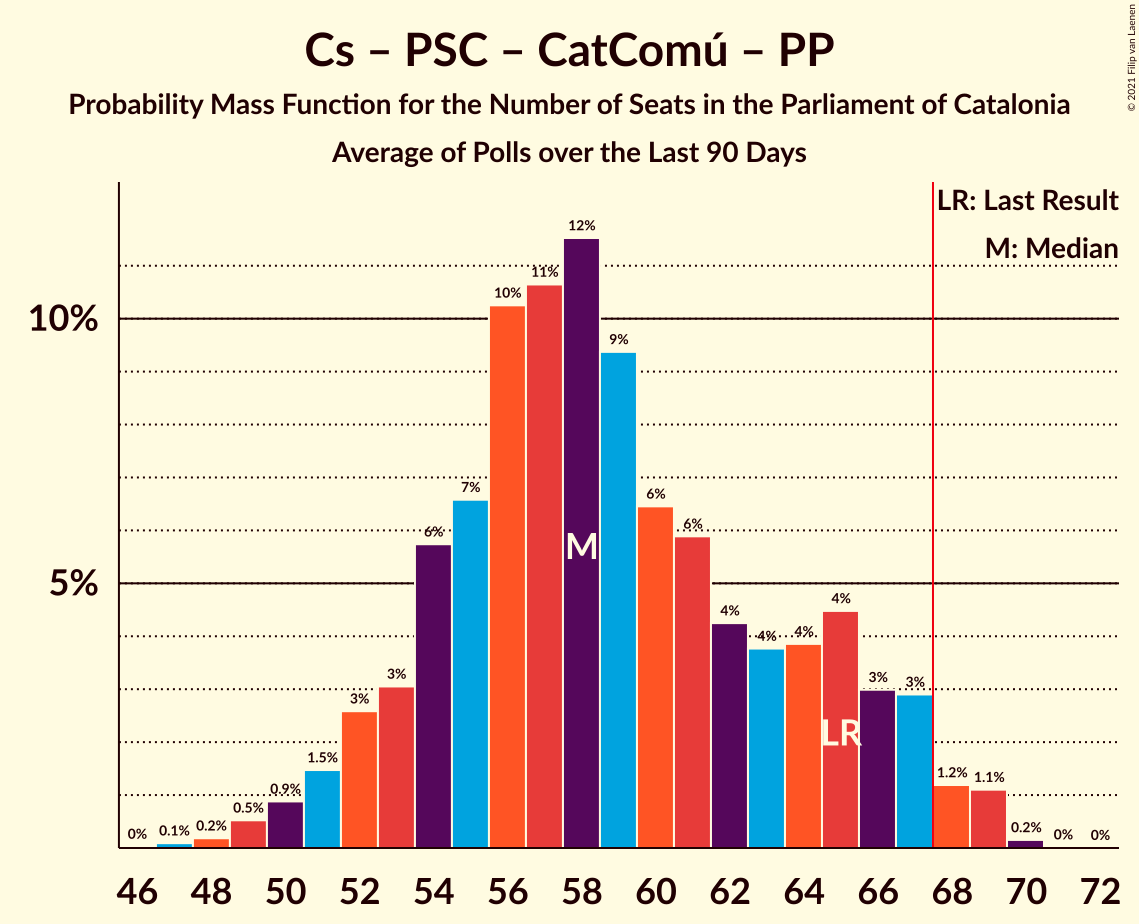 Cs – PSC – CatComú – PP
Probability Mass Function for the Number of Seats in the Parliament of Catalonia
Average of Polls over the Last 90 Days
© 2021 Filip van Laenen
LR: Last Result
M: Median
10%
5%
0% 0.1% 0.2% 0.5% 0.9% 1.5% 3% 3% 6% 7% 10% 11% 12% 9% 6% 6% 4% 4% 4% 4% 3% 3% 1.2% 1.1% 0.2% 0% 0%
M
LR
46 48 50 52 54 56 58 60 62 64 66 68 70 72